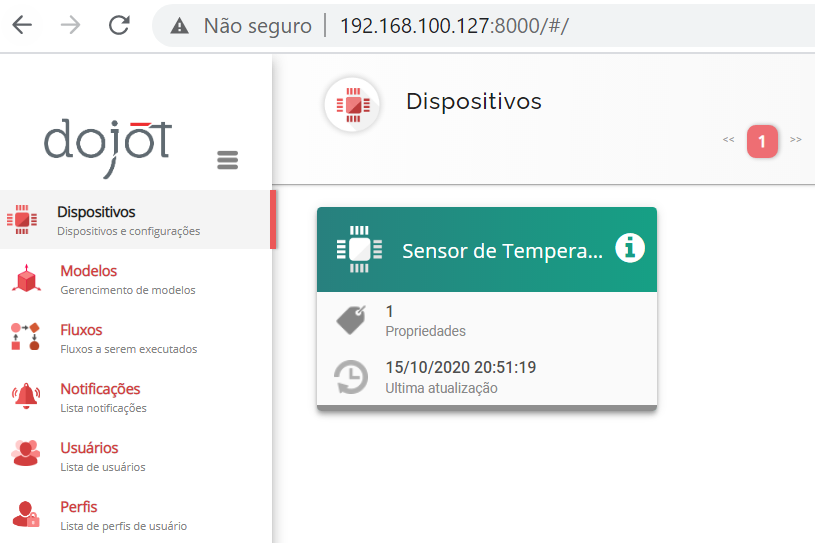 Não seguro | 192.168.100.127:8000/#/
dojot
Dispositivos
<< 1 >>
Dispositivos
Dispositivos e configurações
Modelos
Gerencimento de modelos
Fluxos
Fluxos a serem executados
Notificações
Lista notificações
Usuários
Lista de usuários
Perfis
Lista de perfis de usuário
Sensor de Tempera...
1
Propriedades
15/10/2020 20:51:19
Ultima atualização